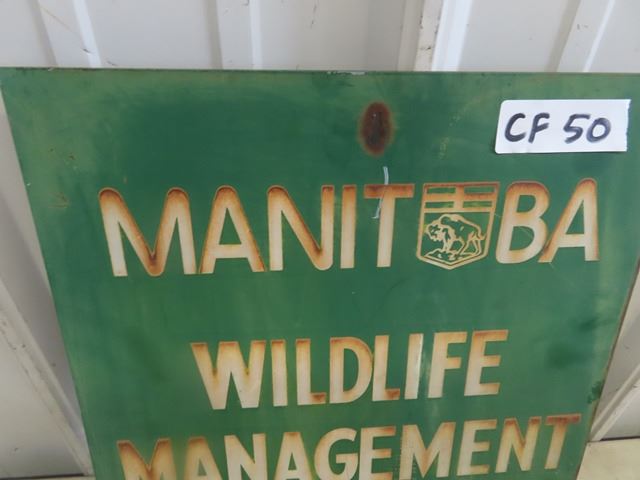 CF 50
MANITOBA
WILDLIFE
MANAGEMENT